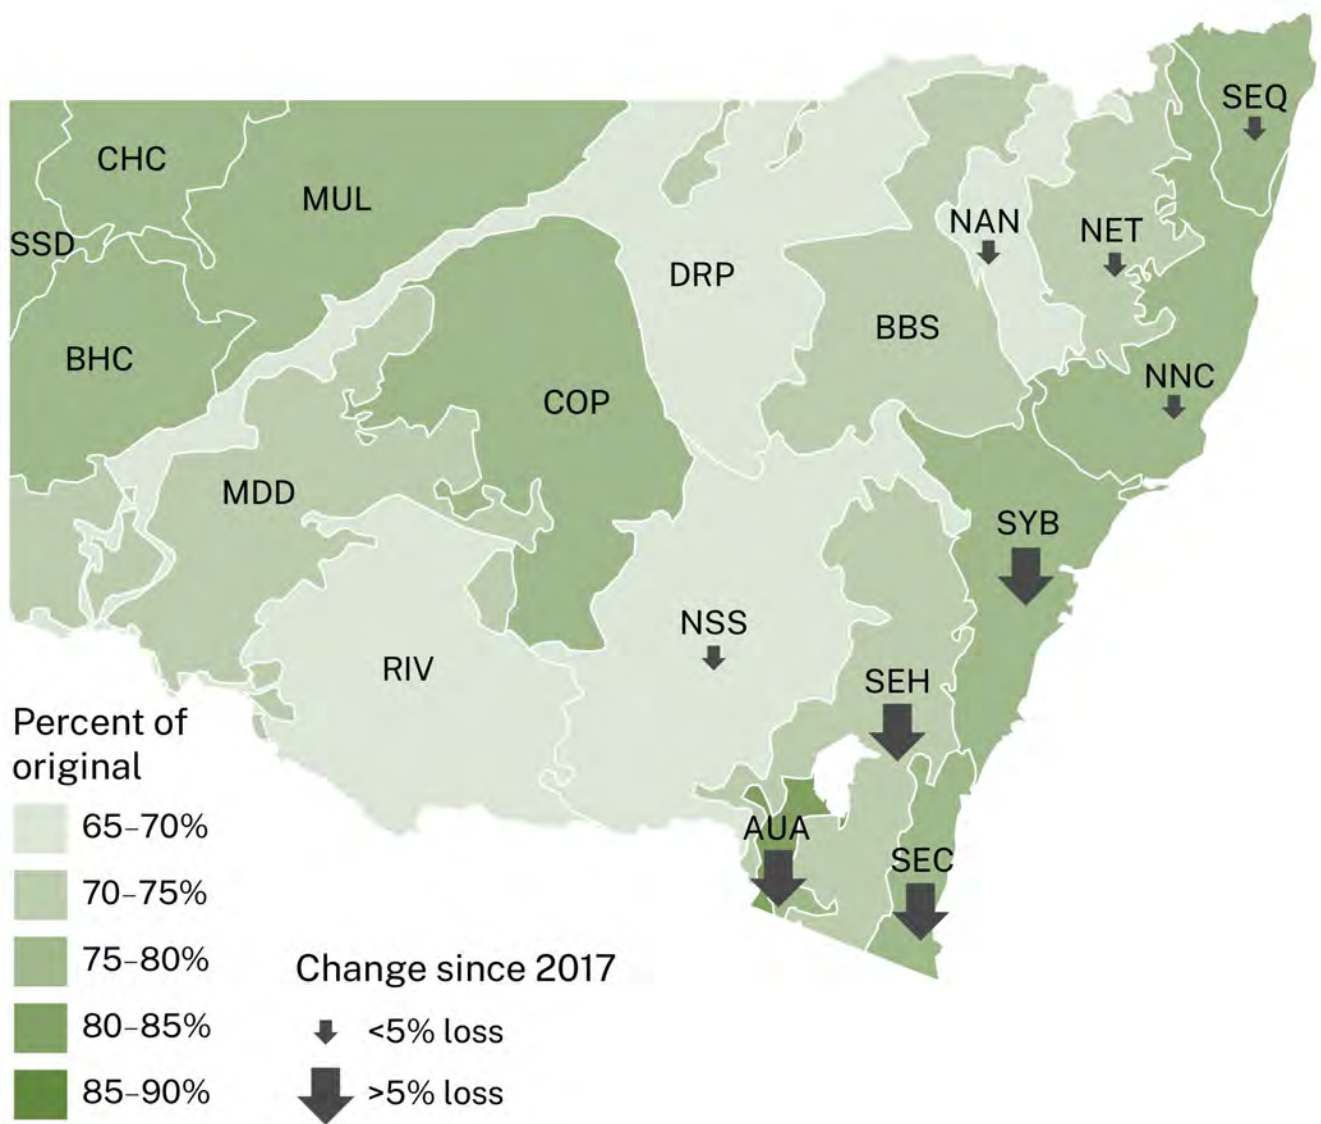 SEQ
CHC
MUL
NAN
NET
SSD
DRP
BBS
BHC
NNC
COP
MDD
SYB
NSS
RIV
SEH
Percent of
original
65–70%
AUA
SEC
70–75%
75–80%
Change since 2017
80–85%
<5% loss
85–90%
>5% loss